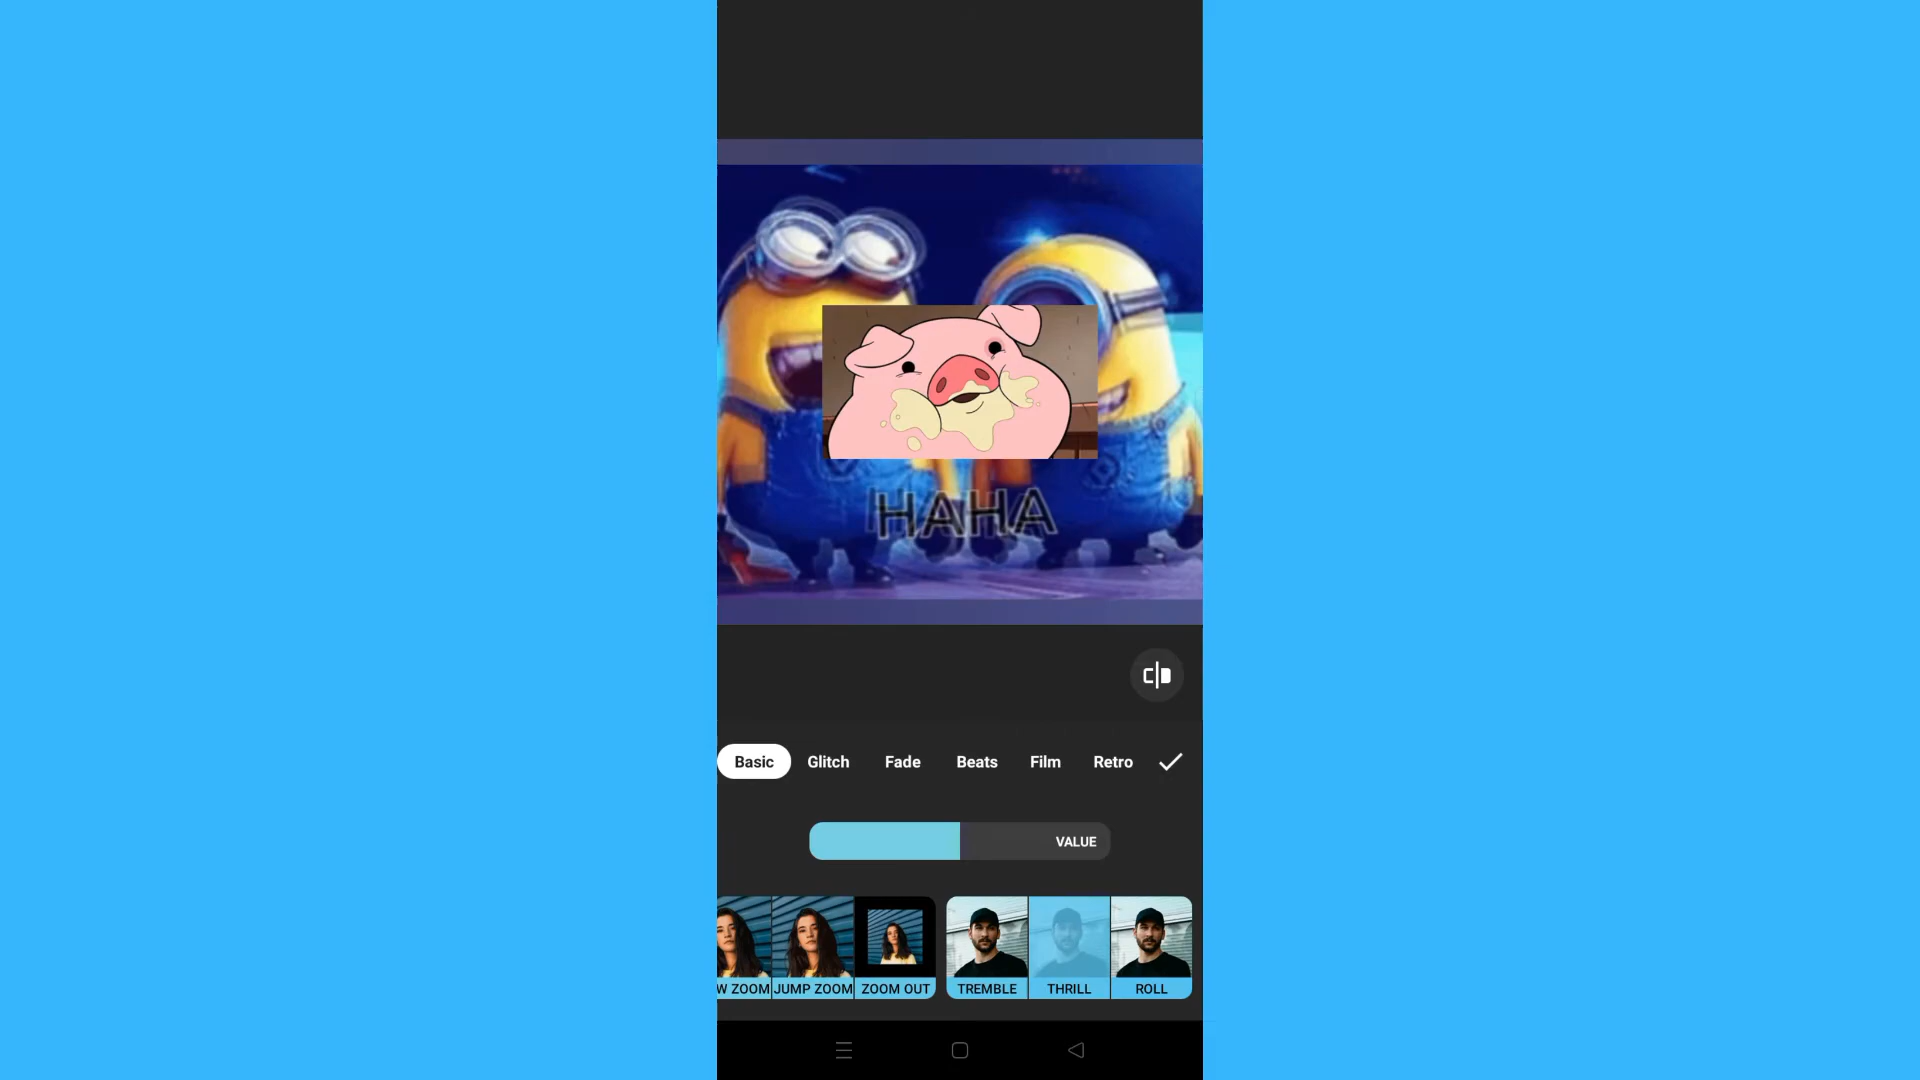 HAHA
Basic Glitch Fade Beats Film Retro
VALUE
W ZOOM JUMP ZOOM ZOOM OUT TREMBLE THRILL ROLL